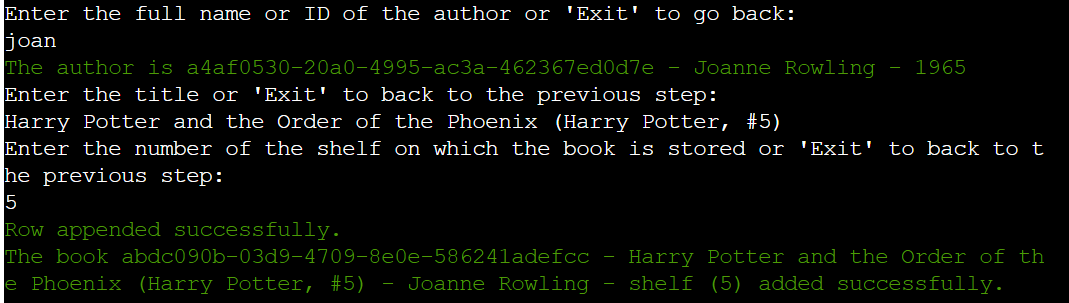 Enter the full name or ID of the author or 'Exit' to go back:
joan
The author is a4af0530-20a0-4995-ac3a-462367ed0d7e - Joanne Rowling - 1965
Enter the title or 'Exit' to back to the previous step:
Harry Potter and the Order of the Phoenix (Harry Potter, #5)
Enter the number of the shelf on which the book is stored or 'Exit' to back to t
he previous step:
5
Row appended successfully.
The book abdc090b-03d9-4709-8e0e-586241adefcc - Harry Potter and the Order of th
e Phoenix (Harry Potter, #5) - Joanne Rowling - shelf (5) added successfully.